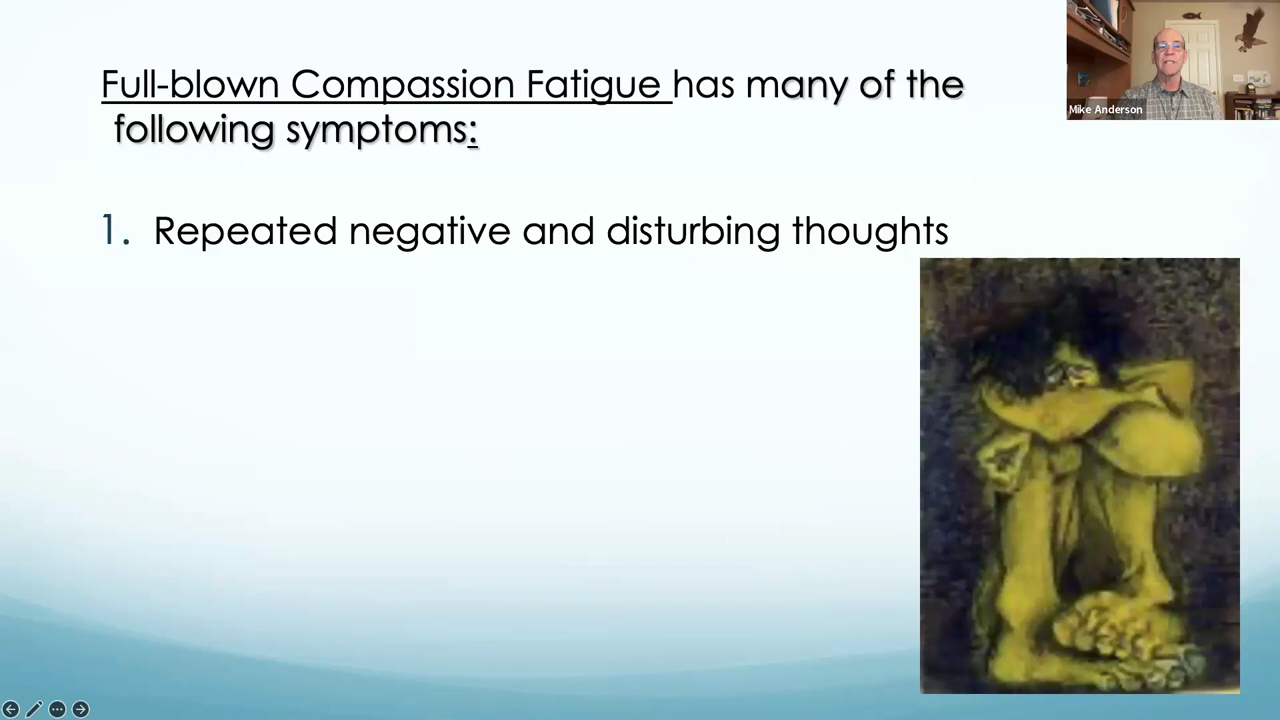 Full-blown Compassion Fatigue has many of the
following symptoms:
1. Repeated negative and disturbing thoughts
Mike Anderson